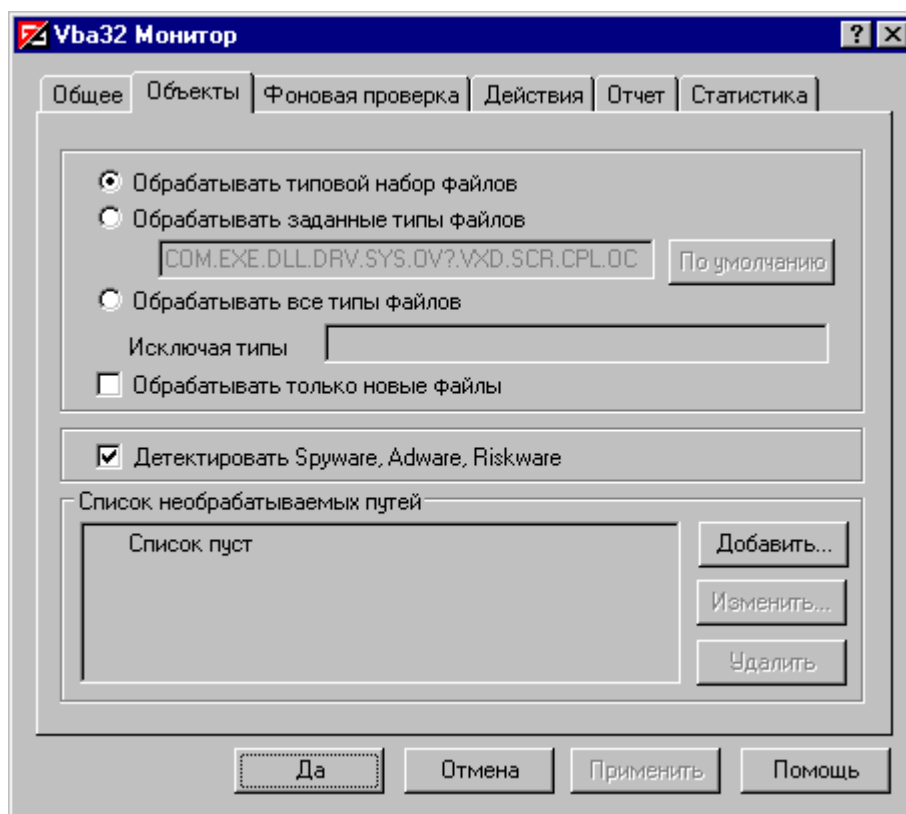 Vba32 Монитор
Общее Объекты Фоновая проверка Действия Отчет Статистика
Обрабатывать типовой набор файлов
Обрабатывать заданные типы файлов
COM.EXE.DLL.DRV.SYS.OV?.VXD.SCR.CPL.OC По умолчанию
Обрабатывать все типы файлов
Исключая типы
Обрабатывать только новые файлы
Детектировать Spyware, Adware, Riskware
Список необрабатываемых путей
Список пуст Добавить...
Изменить...
Удалить
Да Отмена Применить Помощь